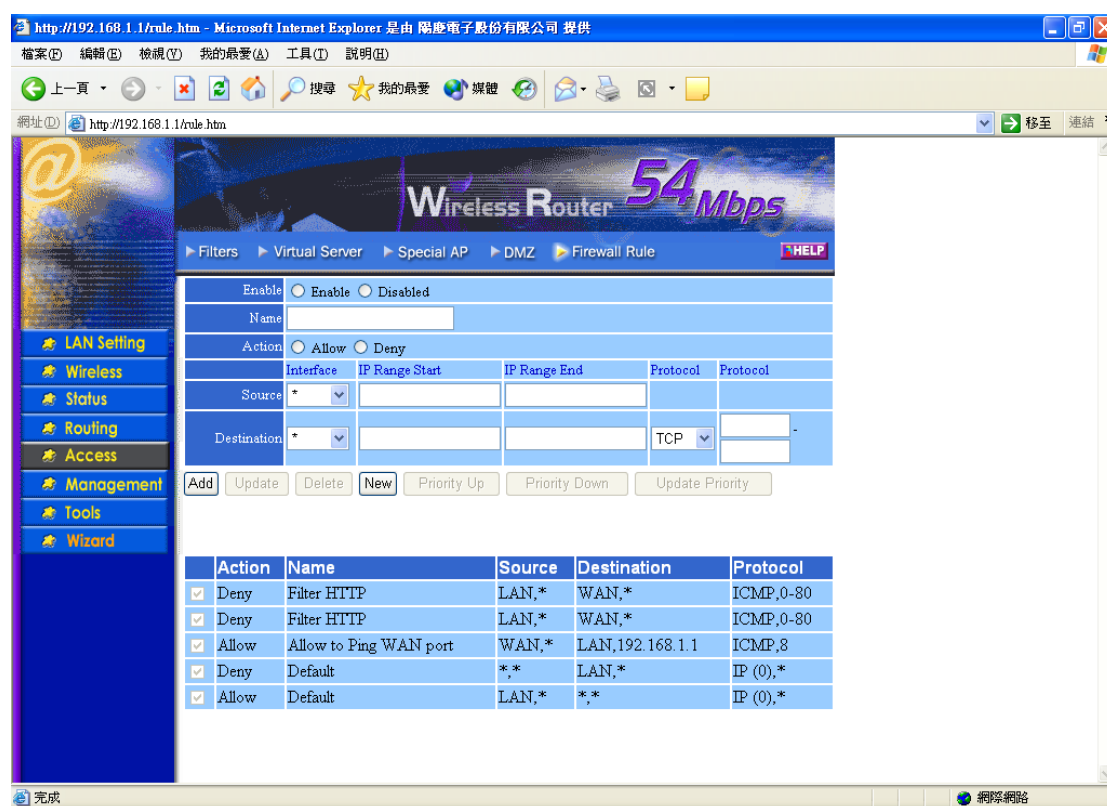 http://192.168.1.1/rule.htm - Microsoft Internet Explorer 是由 陽慶電子股份有限公司 提供
檔案(F) 編輯(E) 檢視(V) 我的最愛(A) 工具(T) 說明(H)
上一頁 搜尋 我的最愛 媒體
網址(D) http://192.168.1.1/rule.htm 移至 連結
@
Wireless Router 54Mbps
Filters Virtual Server Special AP DMZ Firewall Rule HELP
LAN Setting
Wireless
Status
Routing
Access
Management
Tools
Wizard
Enable Enable Disabled
Name
Action Allow Deny
Interface IP Range Start IP Range End Protocol Protocol
Source *
Destination * TCP -
Add Update Delete New Priority Up Priority Down Update Priority
Action Name Source Destination Protocol
Deny Filter HTTP LAN,* WAN,* ICMP,0-80
Deny Filter HTTP LAN,* WAN,* ICMP,0-80
Allow Allow to Ping WAN port WAN,* LAN,192.168.1.1 ICMP,8
Deny Default *,* LAN,* IP (0),*
Allow Default LAN,* *,* IP (0),*
完成 網際網路